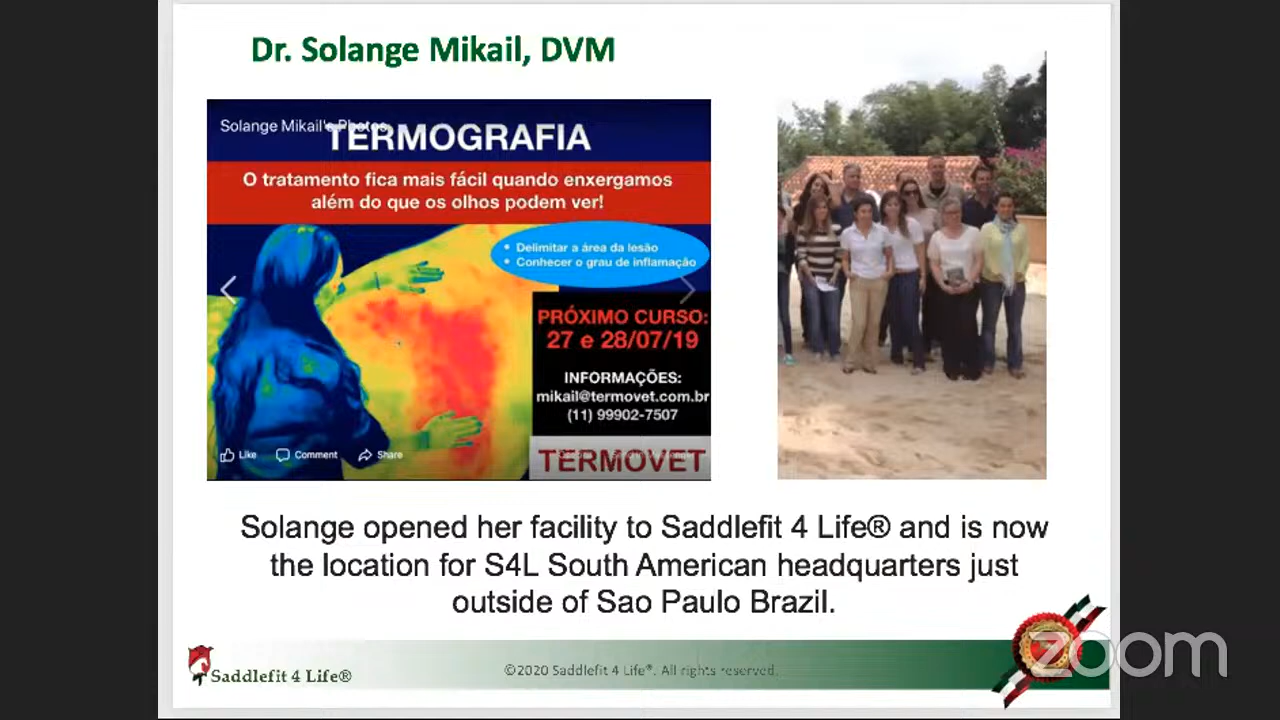 Dr. Solange Mikail, DVM
Solange Mikail's Photos
TERMOGRAFIA
O tratamento fica mais fácil quando enxergamos
além do que os olhos podem ver!
• Delimitar a área da lesão
• Conhecer o grau de inflamação
PRÓXIMO CURSO:
27 e 28/07/19
INFORMAÇÕES:
mikail@termovet.com.br
(11) 99902-7507
Like Comment Share
TERMOVET
Solange opened her facility to Saddlefit 4 Life® and is now
the location for S4L South American headquarters just
outside of Sao Paulo Brazil.
Saddlefit 4 Life®
©2020 Saddlefit 4 Life®. All rights reserved.
zoom